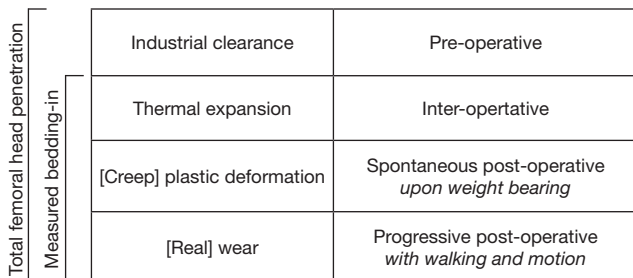 Total femoral head penetration
Measured bedding-in
Industrial clearance
Pre-operative
Thermal expansion
Inter-opertative
[Creep] plastic deformation
Spontaneous post-operative
upon weight bearing
[Real] wear
Progressive post-operative
with walking and motion